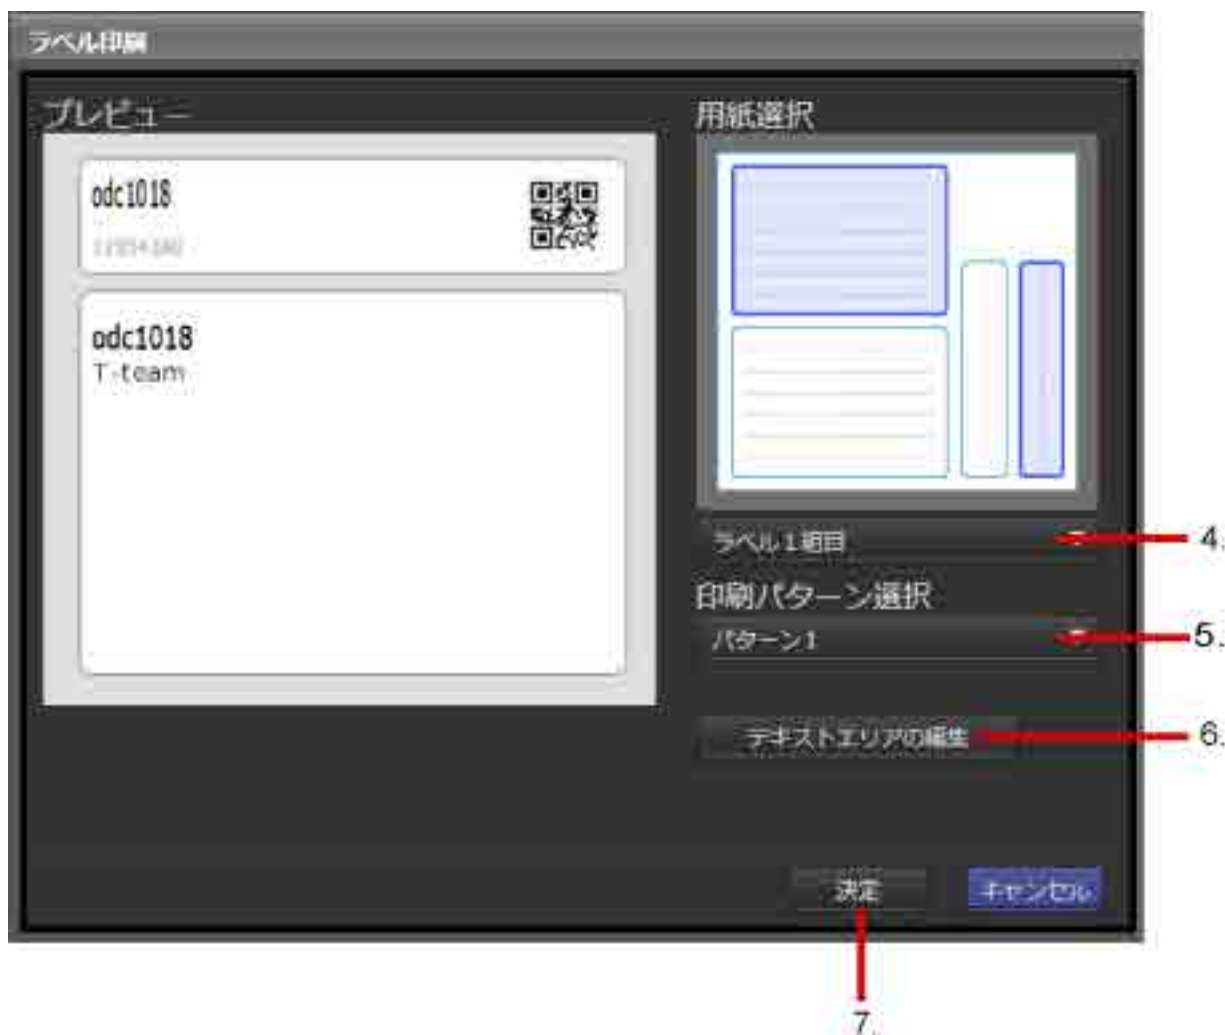 ラベル印刷
プレビュー
odc1018
odc1018
T-team
用紙選択
ラベル1組目
4.
印刷パターン選択
パターン1
5.
テキストエリアの編集
6.
決定
キャンセル
7.